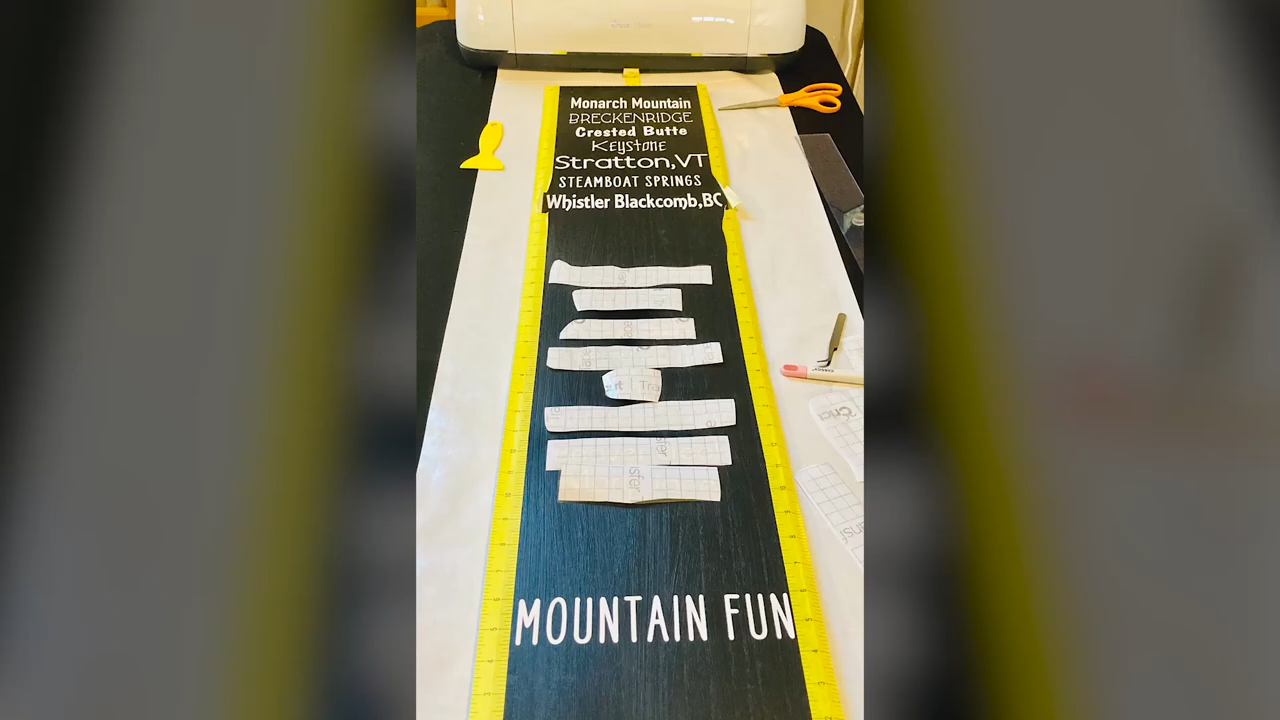 Monarch Mountain
BRECKENRIDGE
Crested Butte
Keystone
Stratton,VT
STEAMBOAT SPRINGS
Whistler Blackcomb,BC
MOUNTAIN FUN